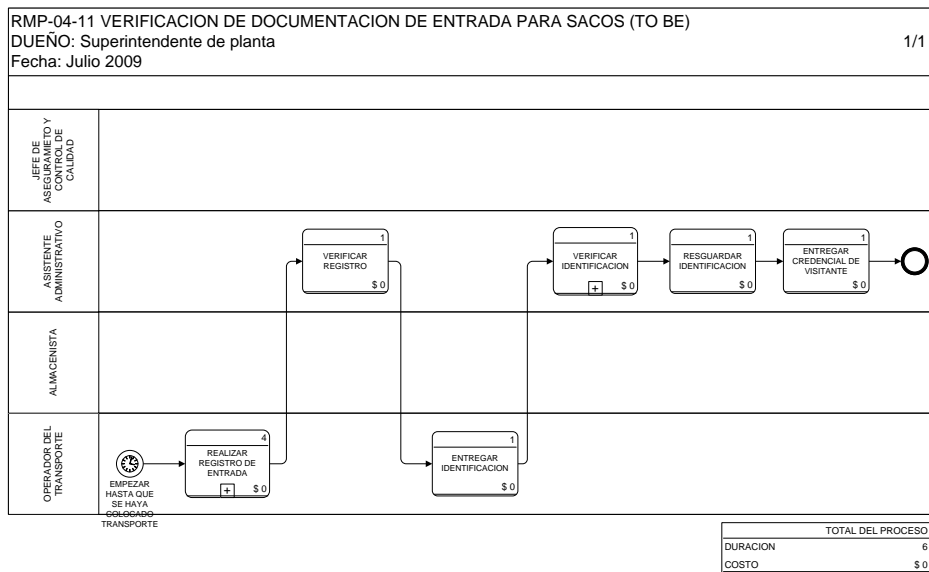 RMP-04-11 VERIFICACION DE DOCUMENTACION DE ENTRADA PARA SACOS (TO BE)
DUEÑO: Superintendente de planta
1/1
Fecha: Julio 2009
JEFE DE
ASEGURAMIETO Y
CONTROL DE
CALIDAD
ASISTENTE
ADMINISTRATIVO
1
VERIFICAR
REGISTRO
$ 0
1
VERIFICAR
IDENTIFICACION
+
$ 0
1
RESGUARDAR
IDENTIFICACION
$ 0
1
ENTREGAR
CREDENCIAL DE
VISITANTE
$ 0
ALMACENISTA
OPERADOR DEL
TRANSPORTE
EMPEZAR
HASTA QUE
SE HAYA
COLOCADO
TRANSPORTE
4
REALIZAR
REGISTRO DE
ENTRADA
+
$ 0
1
ENTREGAR
IDENTIFICACION
$ 0
TOTAL DEL PROCESO
DURACION 6
COSTO $ 0